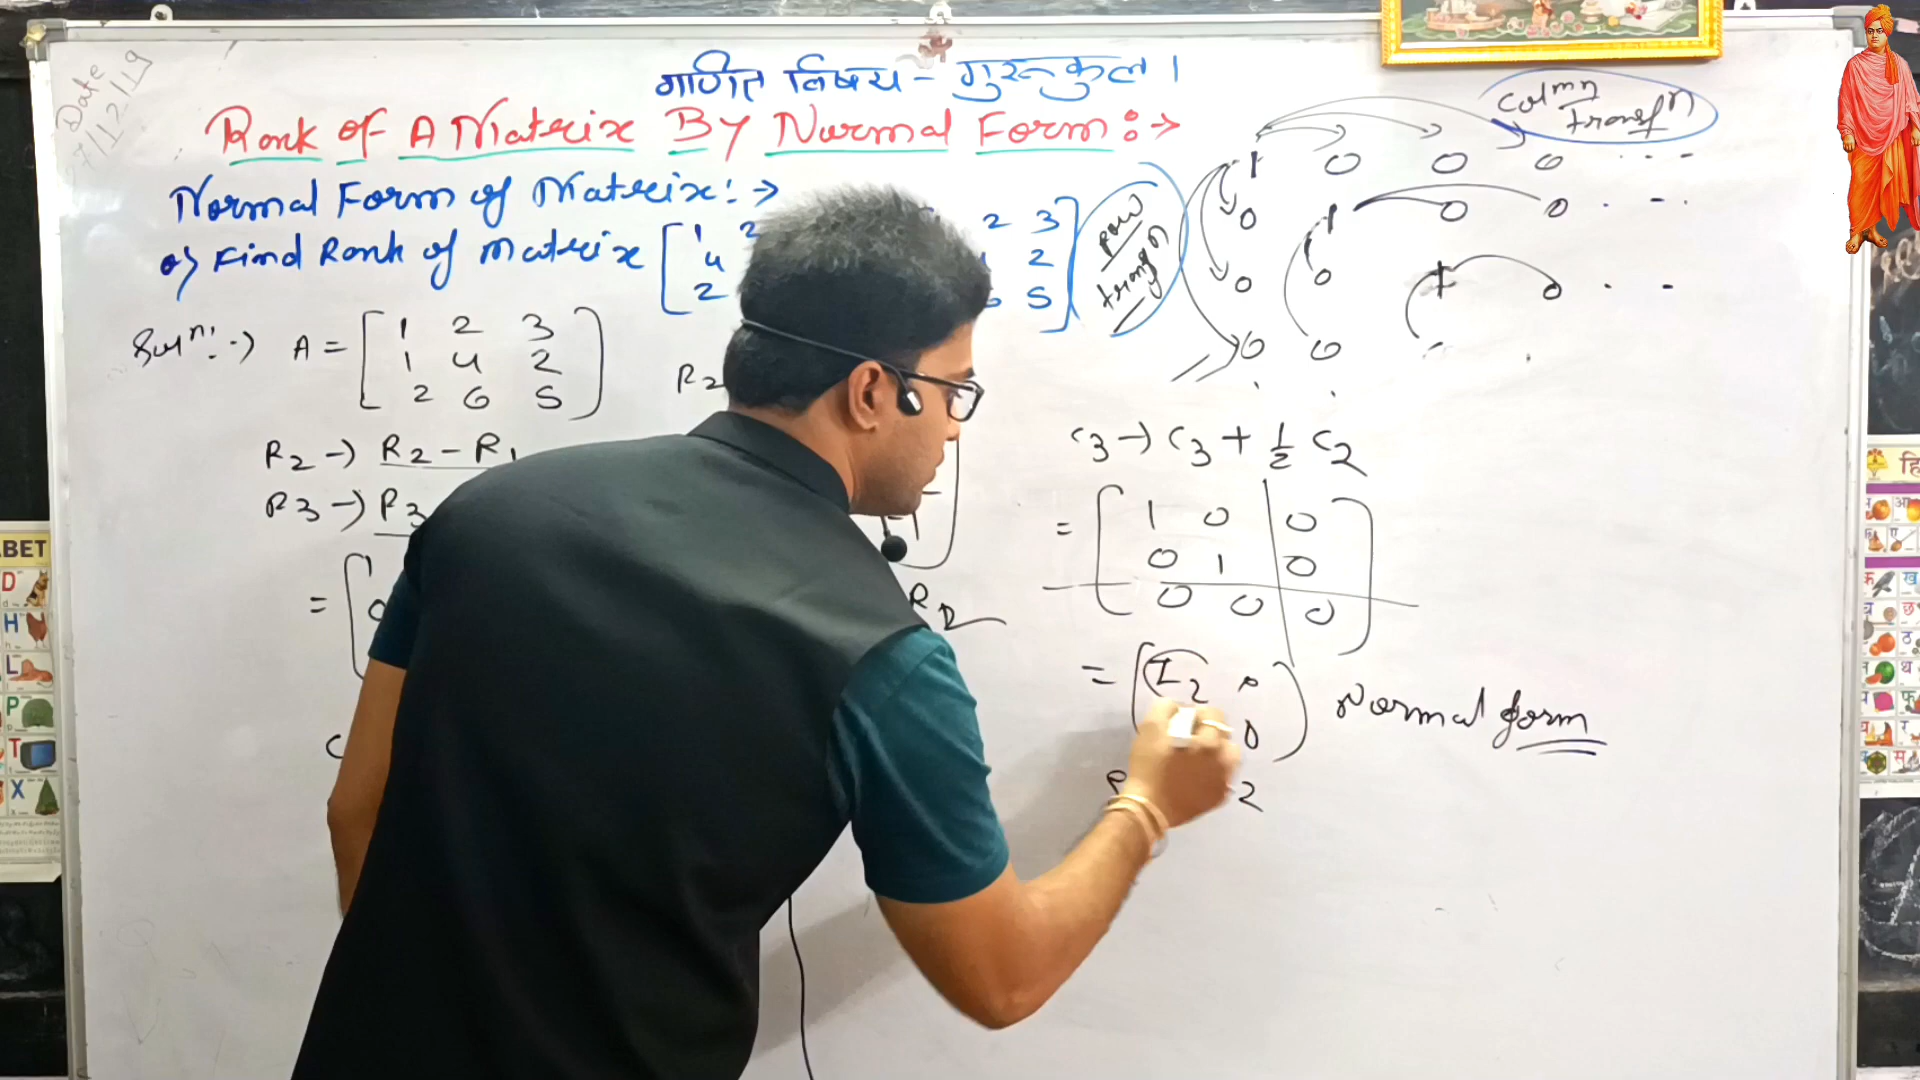 Date
7/12/19
गणित विषय - गुरुकुल ।
Rank of A Matrix By Normal Form:→
Normal Form of Matrix:→
Q) Find Rank of matrix [ 1 2 2 3
4 2
2 5 ]
Row
Column
transfn
1 0 0 0 ...
0 1 0 0 ...
0 0 1 0 ...
0 0
Soln:-) A = [ 1 2 3
1 4 2
2 6 5 ]
R2
R2 → R2 - R1
R3 → R3
= [ 1
0
C3 → C3 + 1/2 C2
= [ 1 0 0
0 1 0
0 0 0 ]
= [ I2 0
0 ] Normal form
2
ABET
D
H
L
P
T
X
हि
क
ख